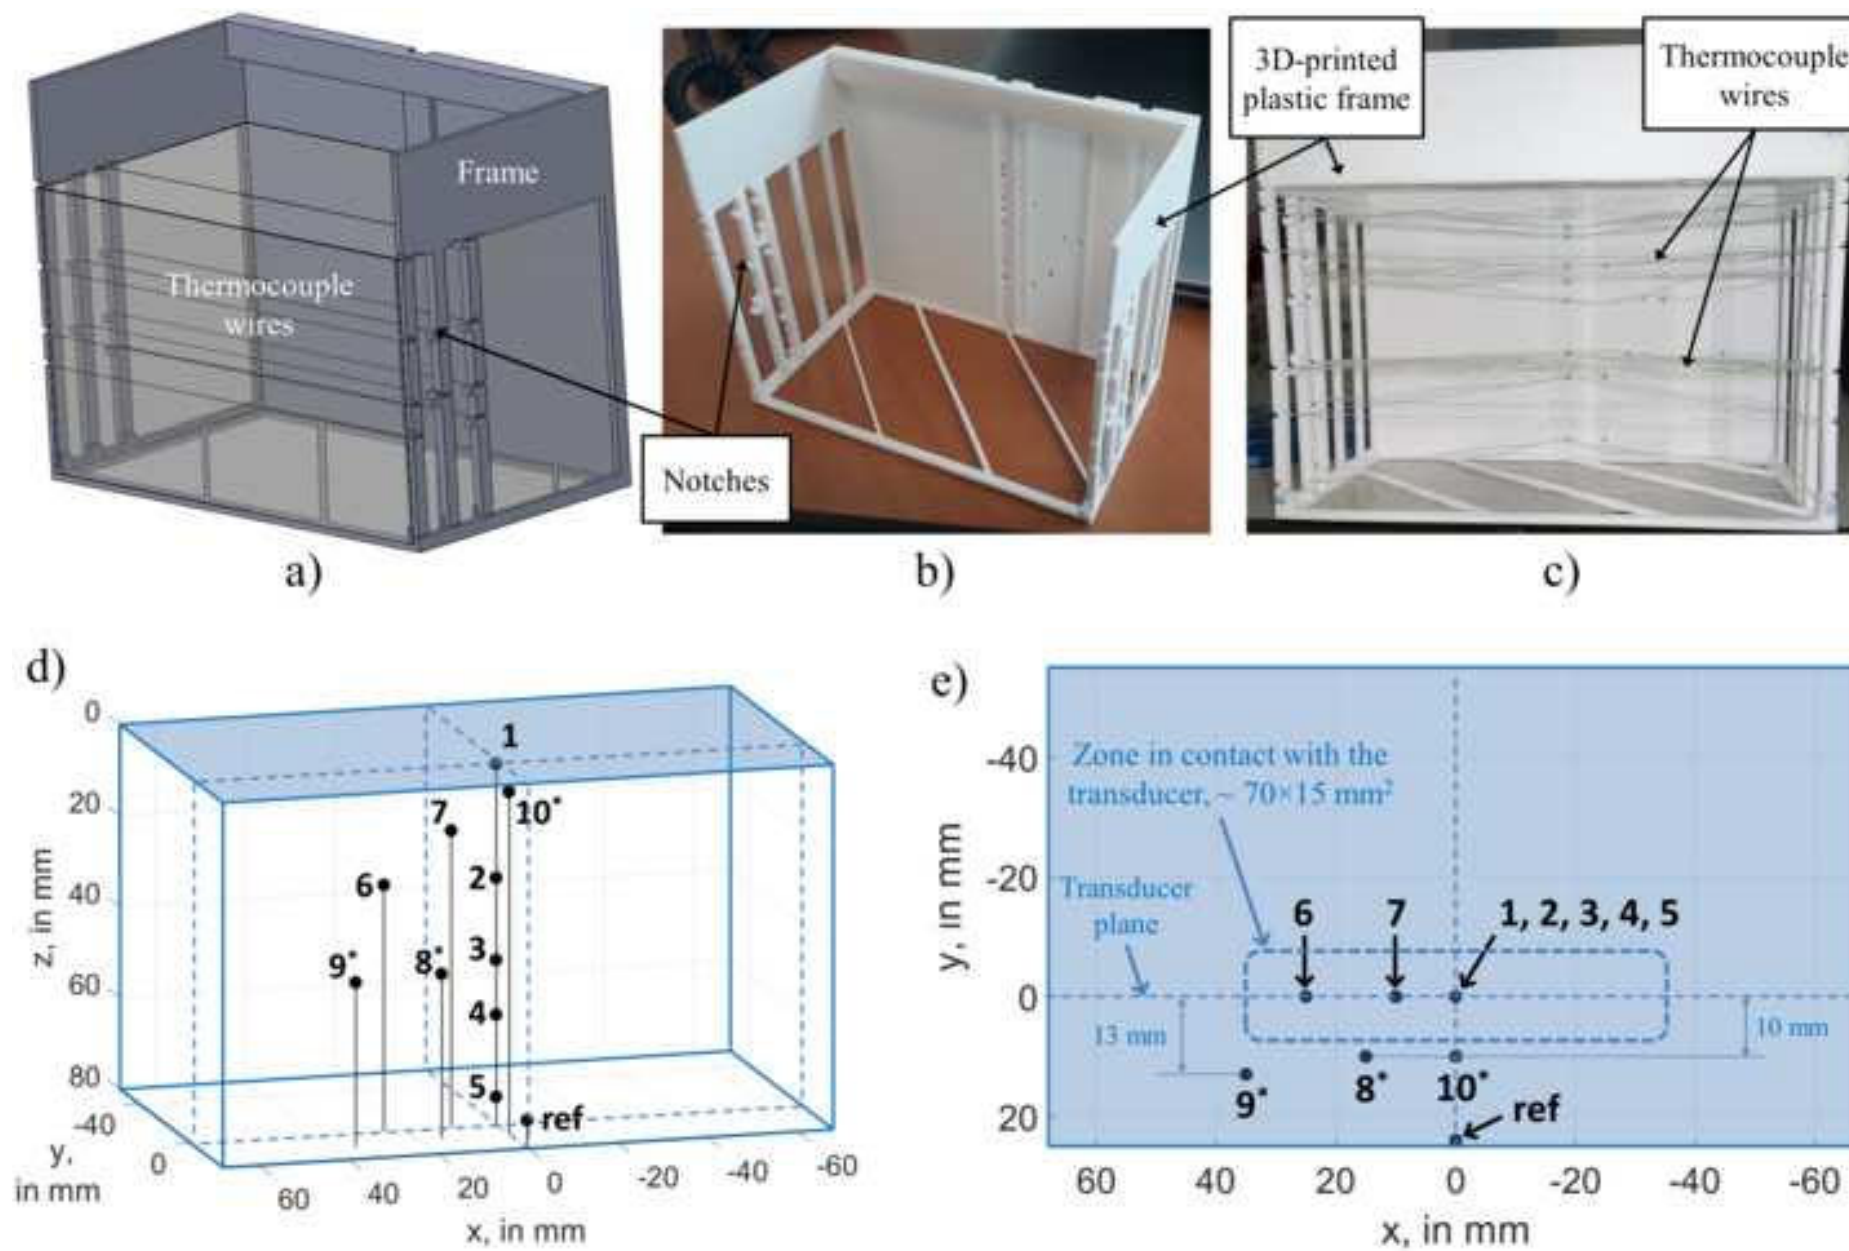 Frame
Thermocouple
wires
Notches
3D-printed
plastic frame
Thermocouple
wires
a)
b)
c)
d)
0
20
40
60
80
z, in mm
-40
0
y,
in mm
60
40
20
0
-20
-40
-60
x, in mm
1
10*
7
2
6
3
8*
9*
4
5
ref
e)
-40
-20
0
20
y, in mm
Zone in contact with the
transducer, ~ 70×15 mm²
Transducer
plane
6
7
1, 2, 3, 4, 5
13 mm
10 mm
9*
8*
10*
ref
60
40
20
0
-20
-40
-60
x, in mm